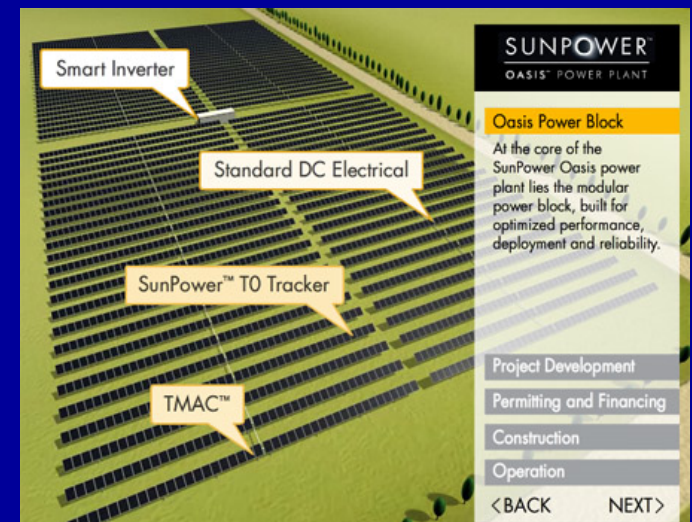 Smart Inverter
Standard DC Electrical
SunPower™ T0 Tracker
TMAC™
SUNPOWER™
OASIS™ POWER PLANT
Oasis Power Block
At the core of the
SunPower Oasis power
plant lies the modular
power block, built for
optimized performance,
deployment and reliability.
Project Development
Permitting and Financing
Construction
Operation
<BACK NEXT>